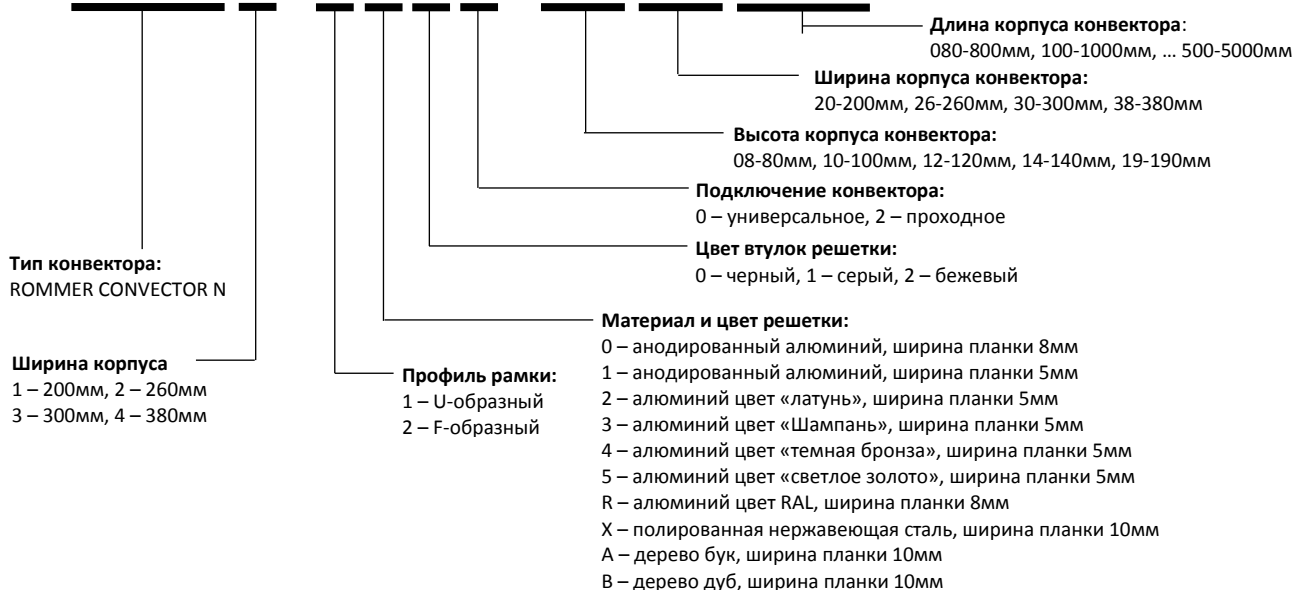 Длина корпуса конвектора:
080-800мм, 100-1000мм, ... 500-5000мм
Ширина корпуса конвектора:
20-200мм, 26-260мм, 30-300мм, 38-380мм
Высота корпуса конвектора:
08-80мм, 10-100мм, 12-120мм, 14-140мм, 19-190мм
Подключение конвектора:
0 – универсальное, 2 – проходное
Цвет втулок решетки:
0 – черный, 1 – серый, 2 – бежевый
Тип конвектора:
ROMMER CONVECTOR N
Ширина корпуса
1 – 200мм, 2 – 260мм
3 – 300мм, 4 – 380мм
Профиль рамки:
1 – U-образный
2 – F-образный
Материал и цвет решетки:
0 – анодированный алюминий, ширина планки 8мм
1 – анодированный алюминий, ширина планки 5мм
2 – алюминий цвет «латунь», ширина планки 5мм
3 – алюминий цвет «Шампань», ширина планки 5мм
4 – алюминий цвет «темная бронза», ширина планки 5мм
5 – алюминий цвет «светлое золото», ширина планки 5мм
R – алюминий цвет RAL, ширина планки 8мм
X – полированная нержавеющая сталь, ширина планки 10мм
A – дерево бук, ширина планки 10мм
B – дерево дуб, ширина планки 10мм